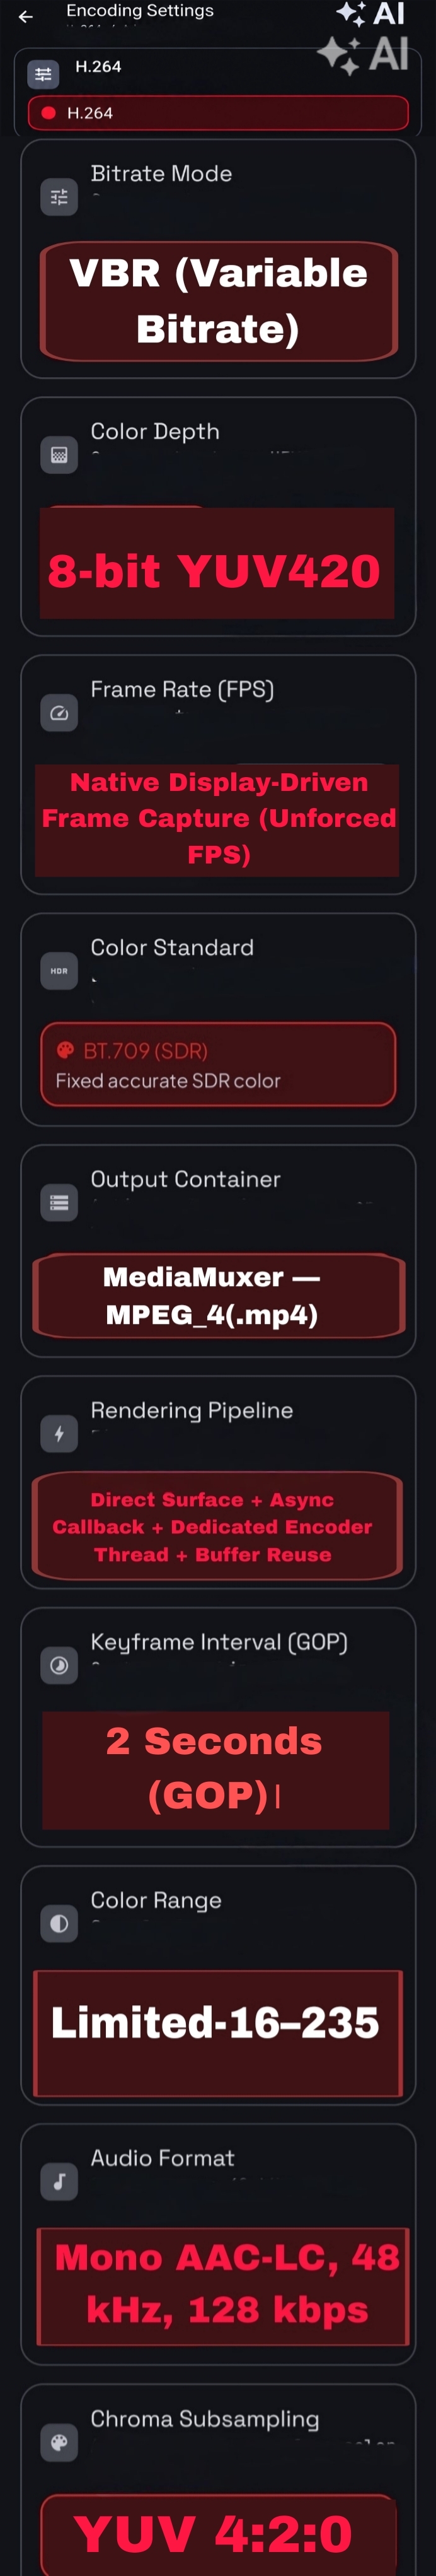 Encoding Settings
AI
AI
H.264
H.264
Bitrate Mode
VBR (Variable
Bitrate)
Color Depth
8-bit YUV420
Frame Rate (FPS)
Native Display-Driven
Frame Capture (Unforced
FPS)
Color Standard
HDR
BT.709 (SDR)
Fixed accurate SDR color
Output Container
MediaMuxer —
MPEG_4(.mp4)
Rendering Pipeline
Direct Surface + Async
Callback + Dedicated Encoder
Thread + Buffer Reuse
Keyframe Interval (GOP)
2 Seconds
(GOP)
Color Range
Limited-16–235
Audio Format
Mono AAC-LC, 48
kHz, 128 kbps
Chroma Subsampling
YUV 4:2:0